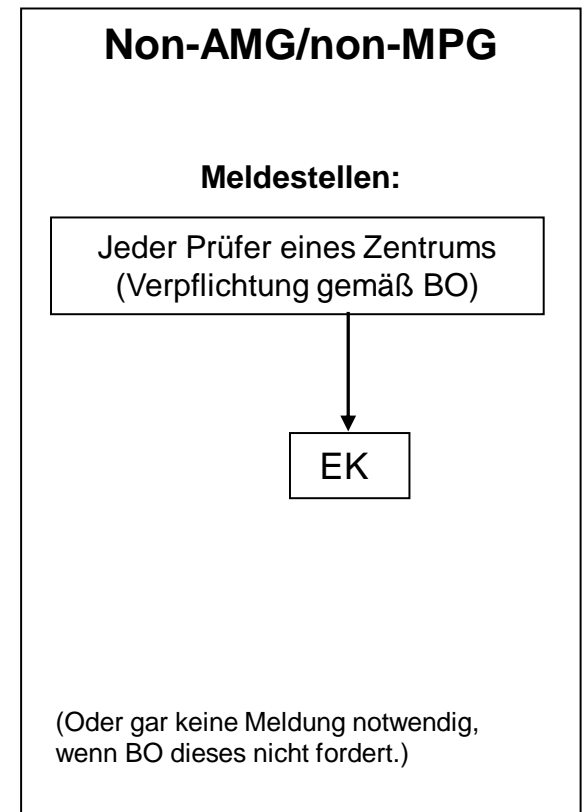 Non-AMG/non-MPG
Meldestellen:
Jeder Prüfer eines Zentrums
(Verpflichtung gemäß BO)
EK
(Oder gar keine Meldung notwendig,
wenn BO dieses nicht fordert.)